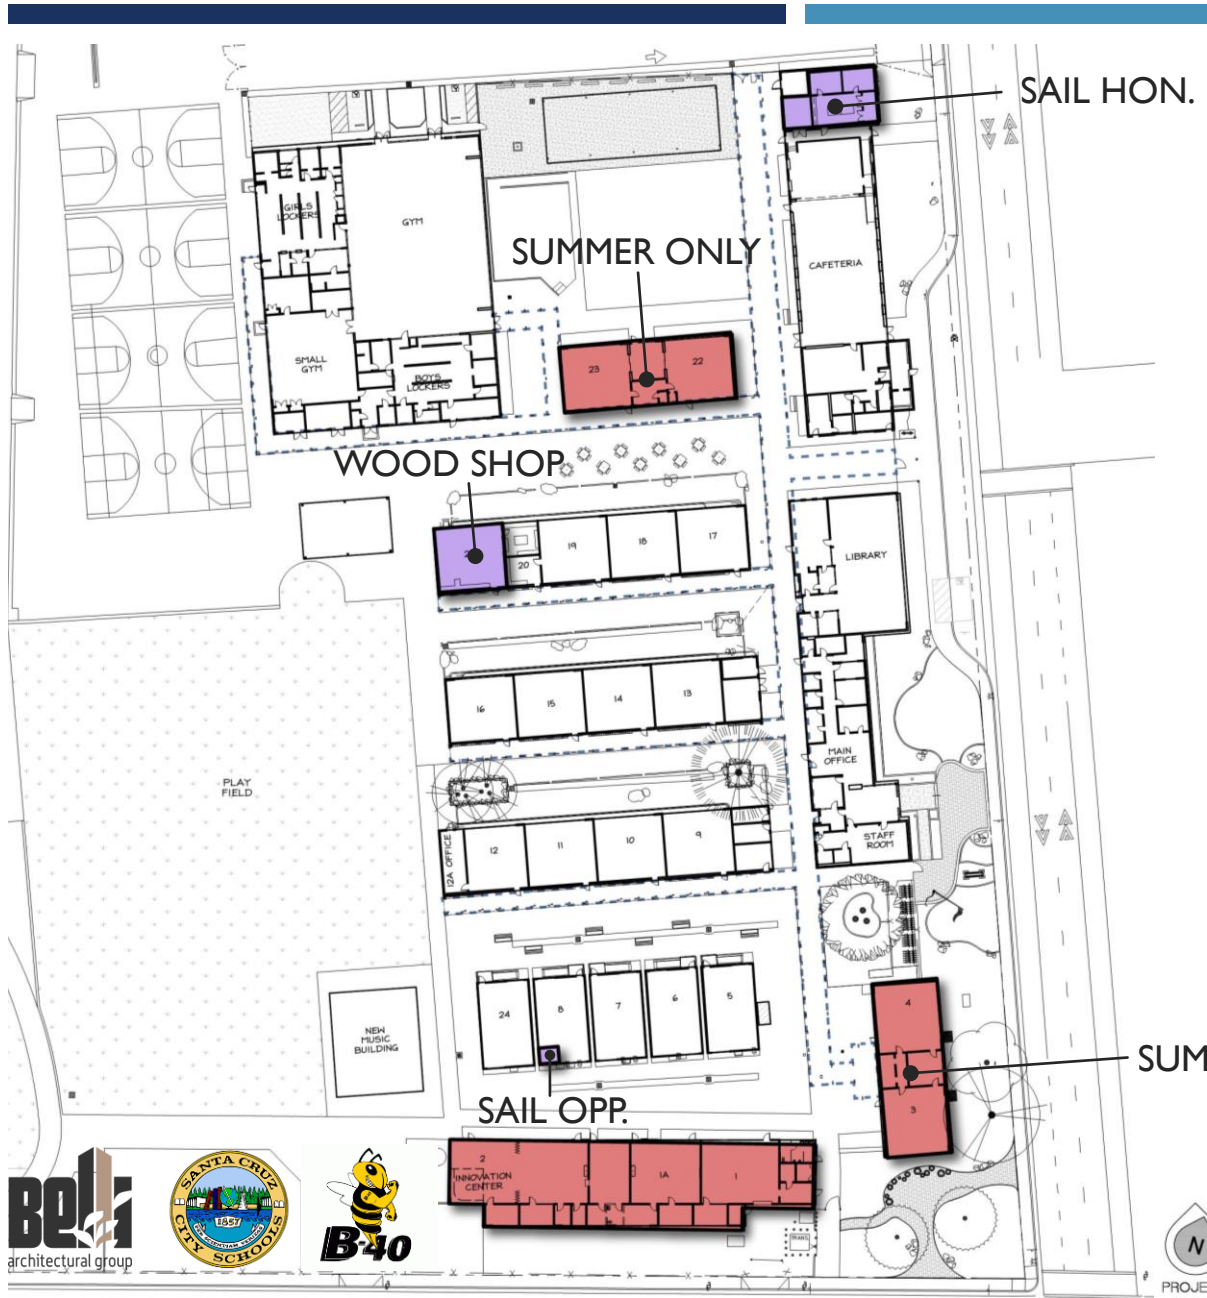 SAIL HON.
GIRLS
LOCKERS
GYM
SUMMER ONLY
CAFETERIA
SMALL
GYM
BOYS
LOCKERS
23
22
WOOD SHOP
20
19
18
17
LIBRARY
16
15
14
13
MAIN
OFFICE
PLAY
FIELD
12A OFFICE
12
11
10
9
STAFF
ROOM
24
8
7
6
5
4
NEW
MUSIC
BUILDING
SUM
3
SAIL OPP.
2
INNOVATION
CENTER
1A
1
TRANS.
Belli
architectural group
SANTA CRUZ
1857
CITY SCHOOLS
B-40
N
PROJE